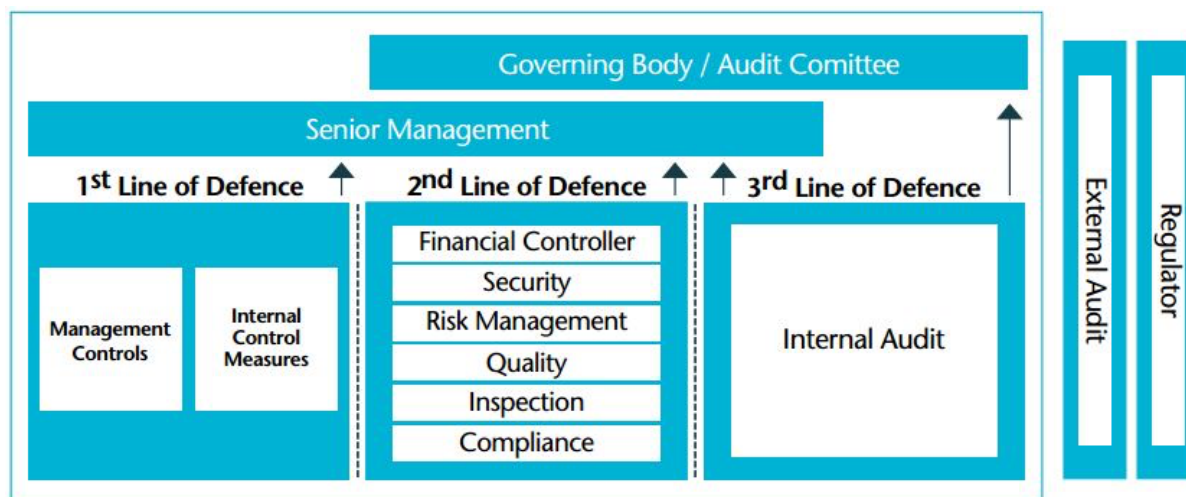 Governing Body / Audit Comittee
Senior Management
1st Line of Defence
2nd Line of Defence
3rd Line of Defence
Management
Controls
Internal
Control
Measures
Financial Controller
Security
Risk Management
Quality
Inspection
Compliance
Internal Audit
External Audit
Regulator